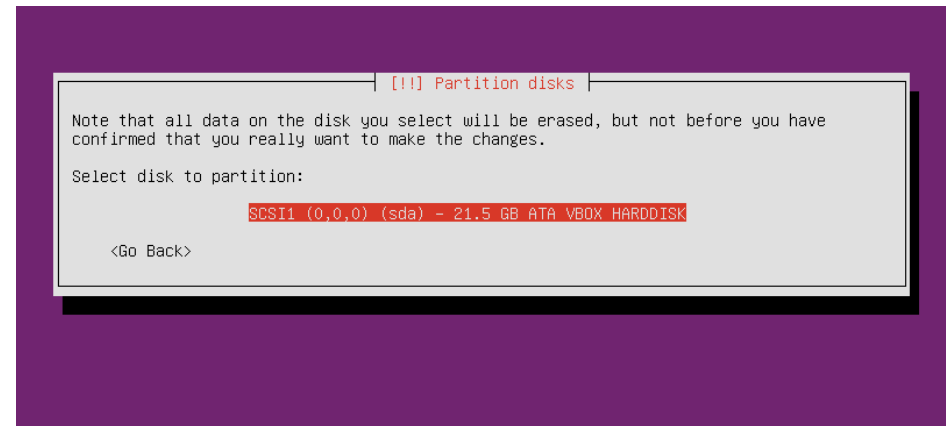 [!!] Partition disks
Note that all data on the disk you select will be erased, but not before you have
confirmed that you really want to make the changes.
Select disk to partition:
SCSI1 (0,0,0) (sda) – 21.5 GB ATA VBOX HARDDISK
<Go Back>